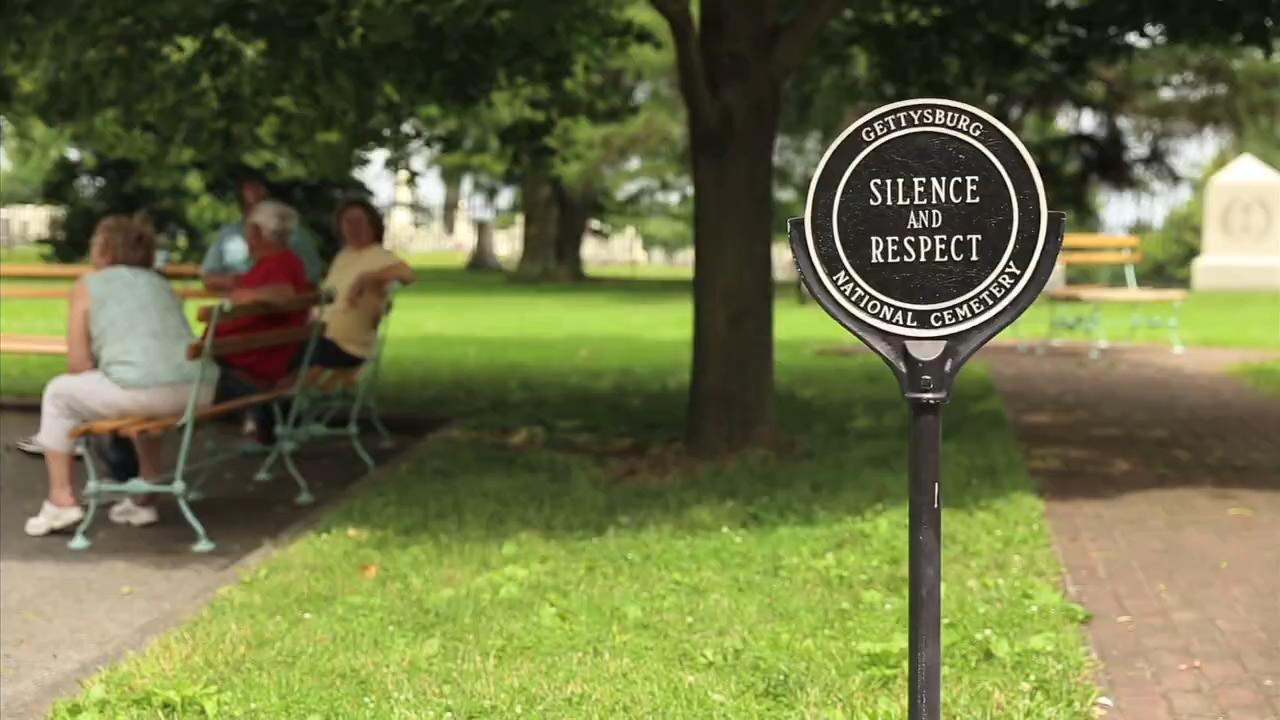 GETTYSBURG
SILENCE
AND
RESPECT
NATIONAL CEMETERY